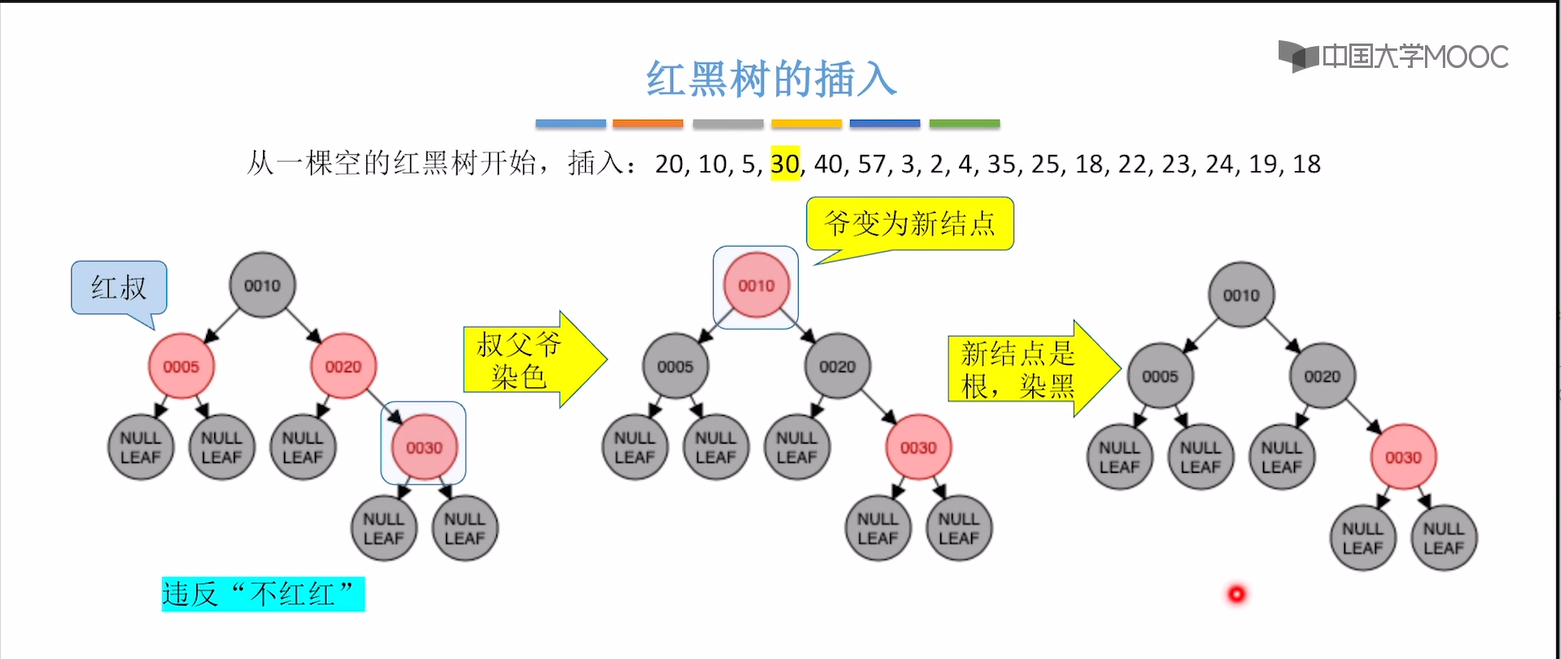 中国大学MOOC
红黑树的插入
从一棵空的红黑树开始，插入：20, 10, 5, 30, 40, 57, 3, 2, 4, 35, 25, 18, 22, 23, 24, 19, 18
红叔
0010
0005
0020
NULL
LEAF
NULL
LEAF
NULL
LEAF
0030
NULL
LEAF
NULL
LEAF
违反“不红红”
叔父爷
染色
爷变为新结点
0010
0005
0020
NULL
LEAF
NULL
LEAF
NULL
LEAF
0030
NULL
LEAF
NULL
LEAF
新结点是
根，染黑
0010
0005
0020
NULL
LEAF
NULL
LEAF
NULL
LEAF
0030
NULL
LEAF
NULL
LEAF